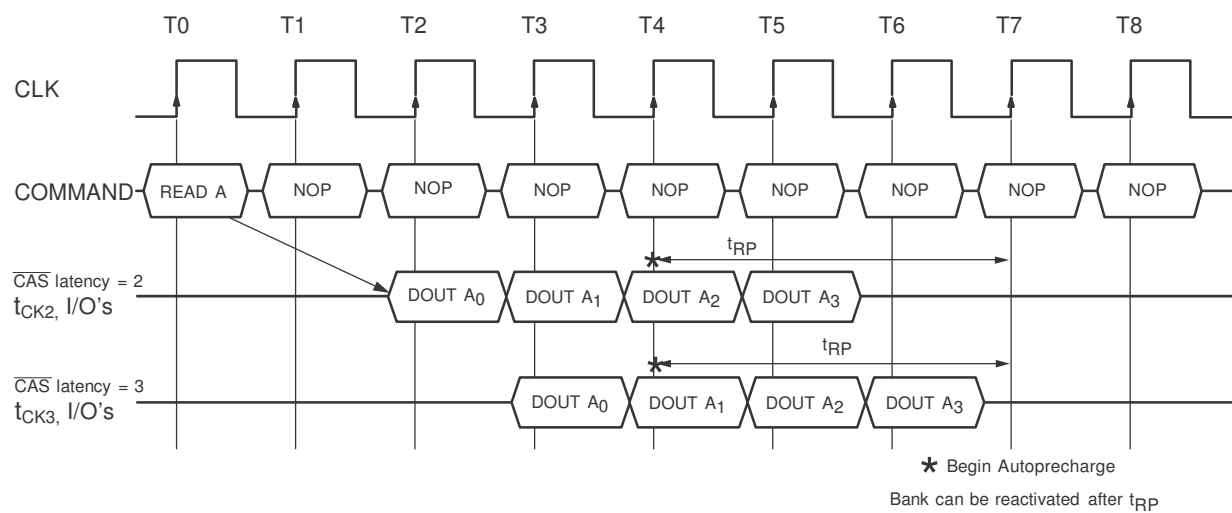 T0 T1 T2 T3 T4 T5 T6 T7 T8
CLK
COMMAND READ A NOP NOP NOP NOP NOP NOP NOP NOP
tRP
CAS latency = 2
tCK2, I/O's
DOUT A0 DOUT A1 DOUT A2 DOUT A3
*
tRP
CAS latency = 3
tCK3, I/O's
DOUT A0 DOUT A1 DOUT A2 DOUT A3
*
* Begin Autoprecharge
Bank can be reactivated after tRP